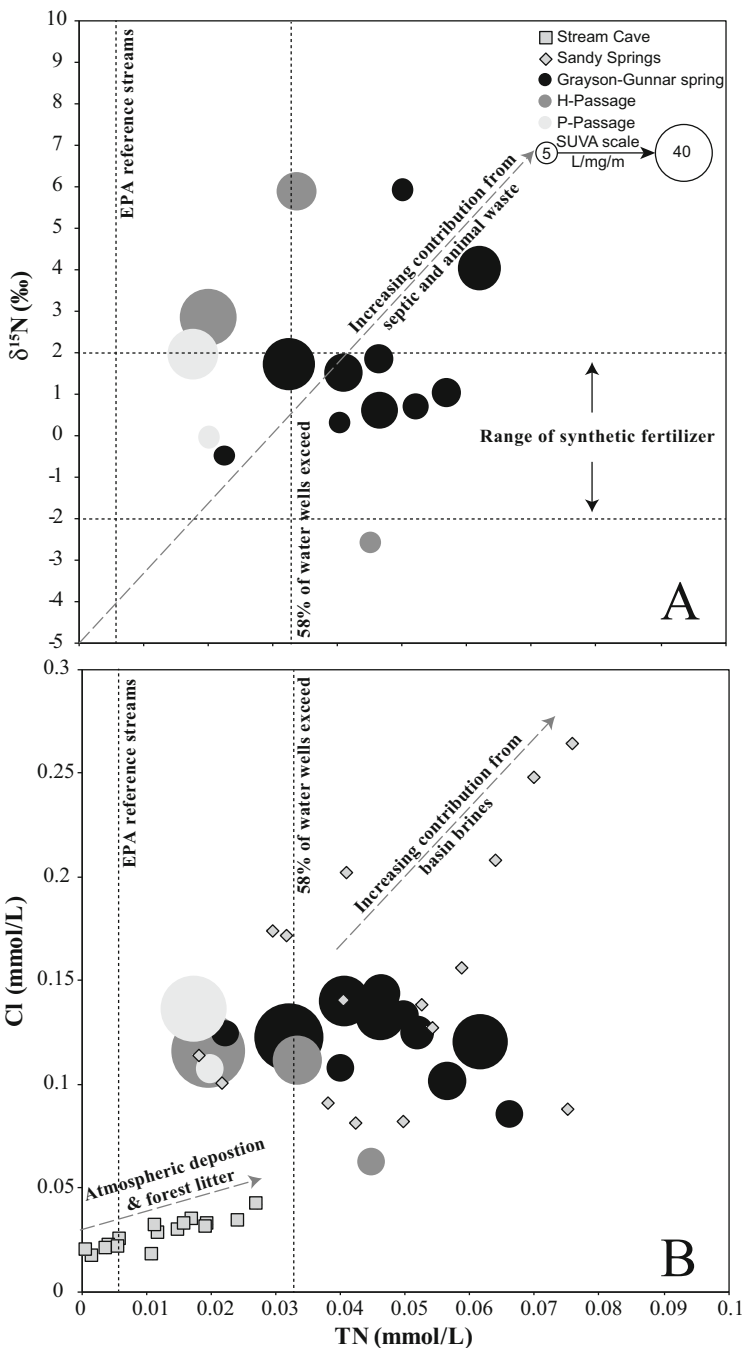 10
9
8
7
6
5
4
3
2
1
0
-1
-2
-3
-4
-5
δ¹⁵N (‰)
EPA reference streams
58% of water wells exceed
Stream Cave
Sandy Springs
Grayson-Gunnar spring
H-Passage
P-Passage
SUVA scale
L/mg/m
5
40
Increasing contribution from
septic and animal waste
Range of synthetic fertilizer
A
0.3
0.25
0.2
0.15
0.1
0.05
0
Cl (mmol/L)
EPA reference streams
58% of water wells exceed
Increasing contribution from
basin brines
Atmospheric depostion
& forest litter
B
0
0.01
0.02
0.03
0.04
0.05
0.06
0.07
0.08
0.09
0.1
TN (mmol/L)